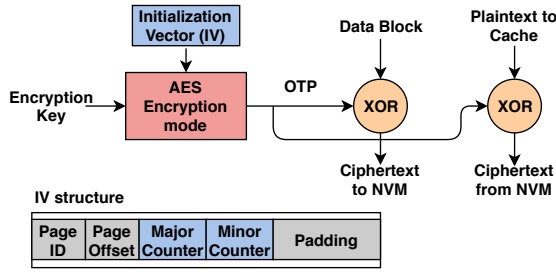 Initialization
Vector (IV)
Data Block
Plaintext to
Cache
Encryption
Key
AES
Encryption
mode
OTP
XOR
XOR
Ciphertext
to NVM
Ciphertext
from NVM
IV structure
Page
ID
Page
Offset
Major
Counter
Minor
Counter
Padding